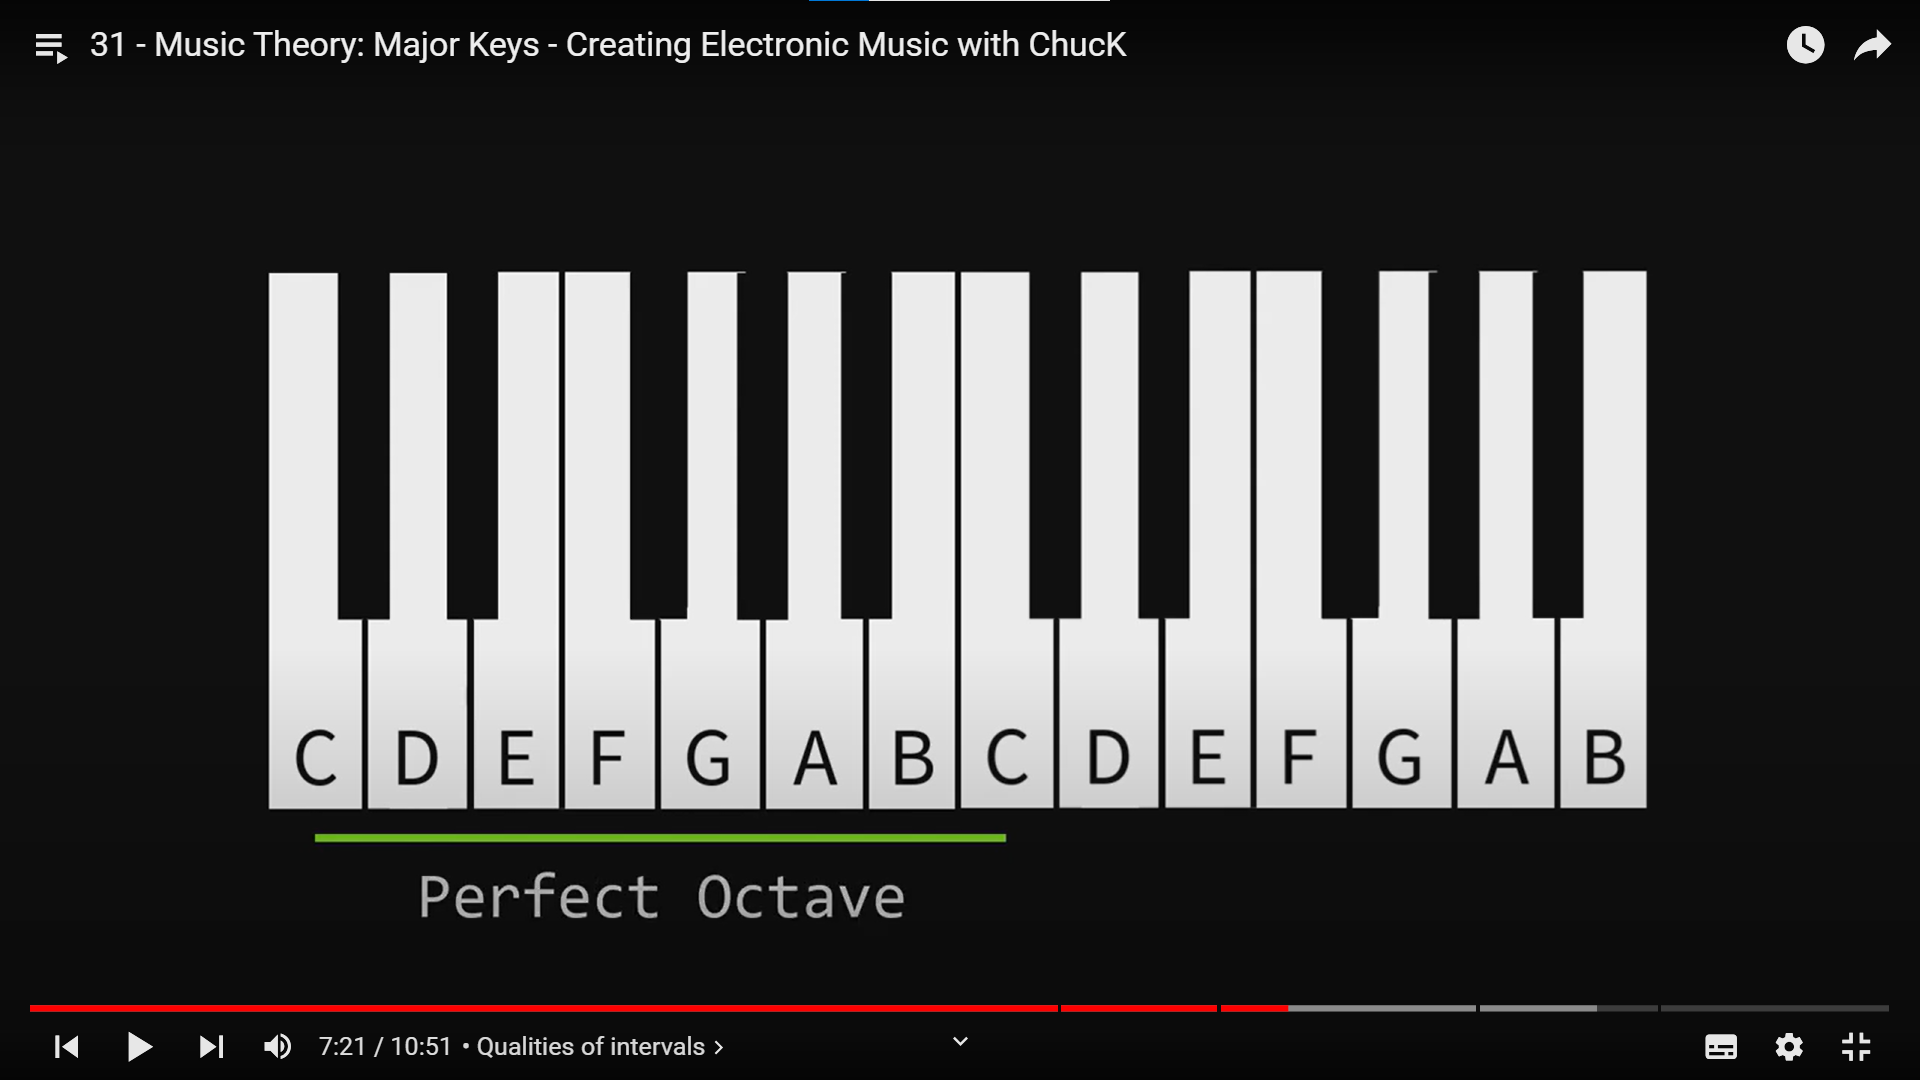 31 - Music Theory: Major Keys - Creating Electronic Music with ChucK
C D E F G A B C D E F G A B
Perfect Octave
7:21 / 10:51 • Qualities of intervals